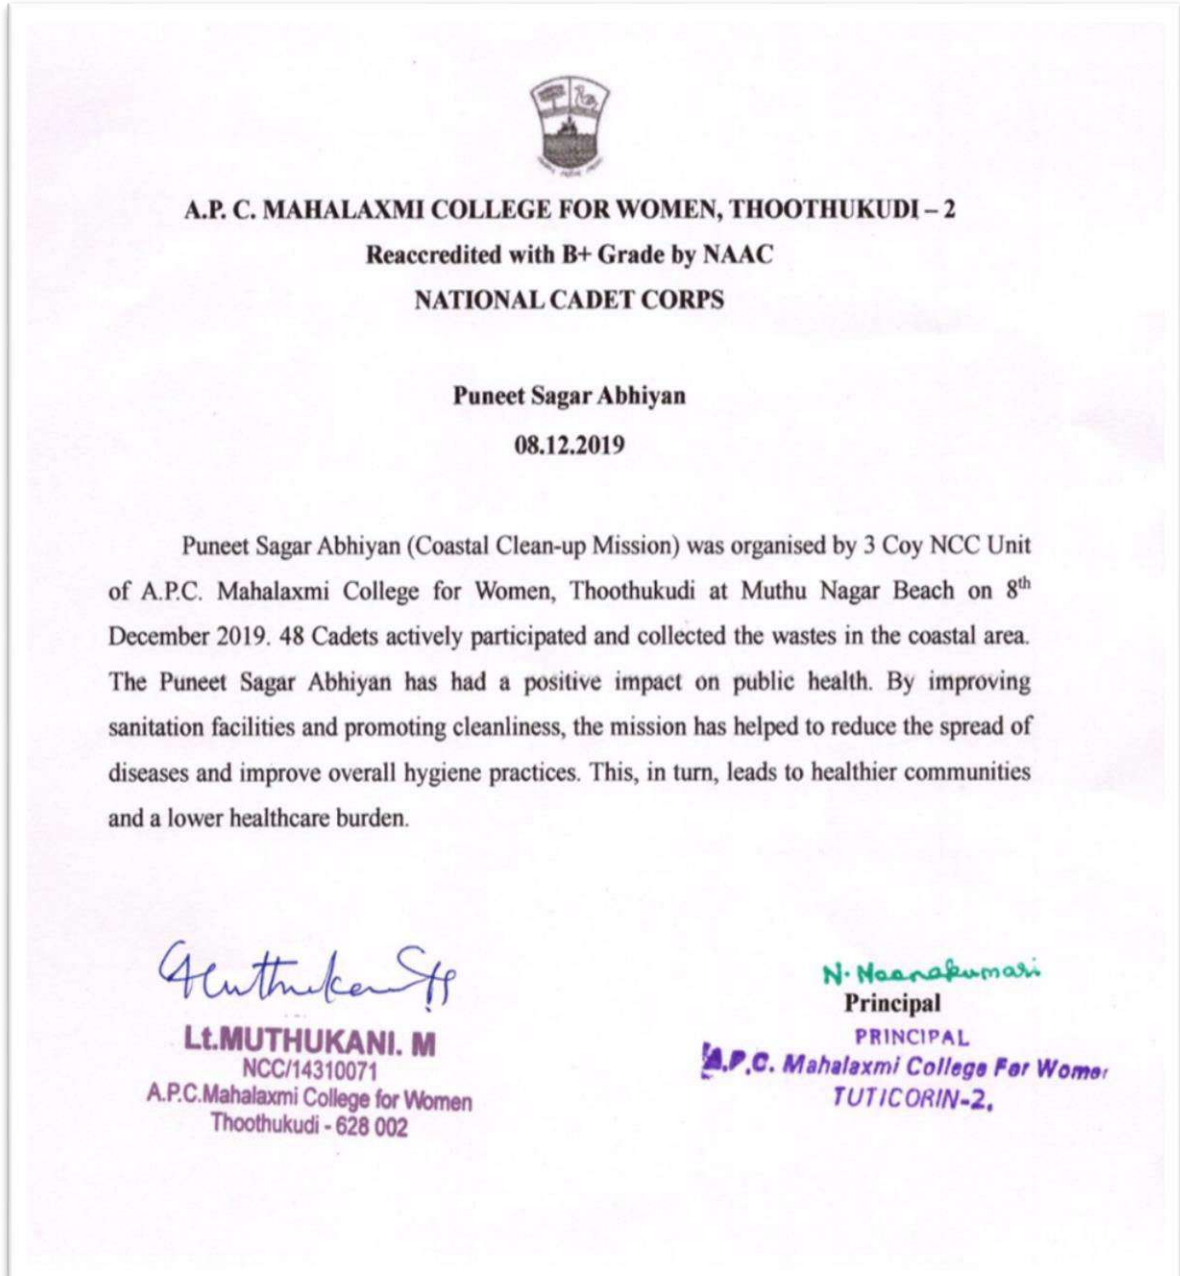 A.P. C. MAHALAXMI COLLEGE FOR WOMEN, THOOTHUKUDI – 2
Reaccredited with B+ Grade by NAAC
NATIONAL CADET CORPS
Puneet Sagar Abhiyan
08.12.2019
Puneet Sagar Abhiyan (Coastal Clean-up Mission) was organised by 3 Coy NCC Unit
of A.P.C. Mahalaxmi College for Women, Thoothukudi at Muthu Nagar Beach on 8th
December 2019. 48 Cadets actively participated and collected the wastes in the coastal area.
The Puneet Sagar Abhiyan has had a positive impact on public health. By improving
sanitation facilities and promoting cleanliness, the mission has helped to reduce the spread of
diseases and improve overall hygiene practices. This, in turn, leads to healthier communities
and a lower healthcare burden.
Lt.MUTHUKANI. M
NCC/14310071
A.P.C.Mahalaxmi College for Women
Thoothukudi - 628 002
N.
Principal
PRINCIPAL
A.P.C. Mahalaxmi College For Women
TUTICORIN-2.